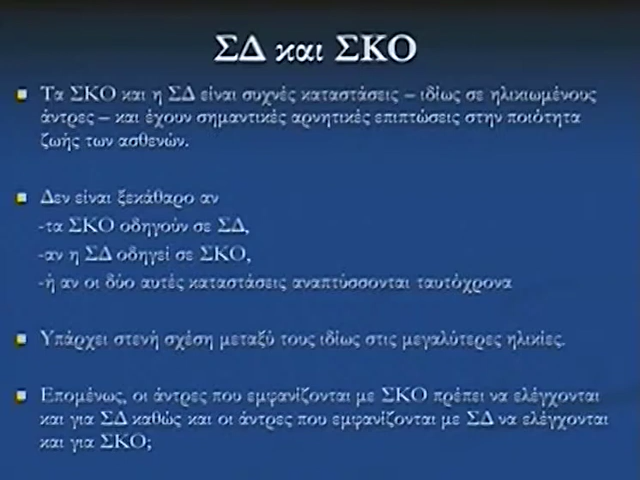 ΣΔ και ΣΚΟ
Τα ΣΚΟ και η ΣΔ είναι συχνές καταστάσεις – ιδίως σε ηλικιωμένους
άντρες – και έχουν σημαντικές αρνητικές επιπτώσεις στην ποιότητα
ζωής των ασθενών.
Δεν είναι ξεκάθαρο αν
-τα ΣΚΟ οδηγούν σε ΣΔ,
-αν η ΣΔ οδηγεί σε ΣΚΟ,
-ή αν οι δύο αυτές καταστάσεις αναπτύσσονται ταυτόχρονα
Υπάρχει στενή σχέση μεταξύ τους ιδίως στις μεγαλύτερες ηλικίες.
Επομένως, οι άντρες που εμφανίζονται με ΣΚΟ πρέπει να ελέγχονται
και για ΣΔ καθώς και οι άντρες που εμφανίζονται με ΣΔ να ελέγχονται
και για ΣΚΟ;